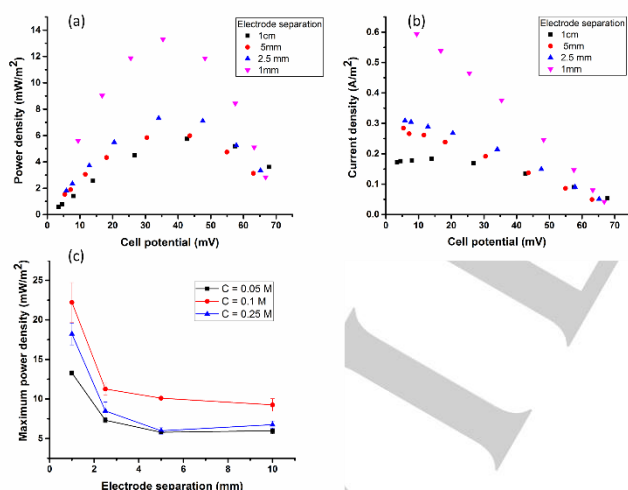 (a)
Electrode separation
1cm
5mm
2.5 mm
1mm
Power density (mW/m²)
14
12
10
8
6
4
2
0
0 10 20 30 40 50 60 70
Cell potential (mV)
(b)
Electrode separation
1cm
5mm
2.5 mm
1mm
Current density (A/m²)
0.6
0.5
0.4
0.3
0.2
0.1
0.0
0 10 20 30 40 50 60 70
Cell potential (mV)
(c)
C = 0.05 M
C = 0.1 M
C = 0.25 M
Maximum power density (mW/m²)
25
20
15
10
5
0 2 4 6 8 10
Electrode separation (mm)